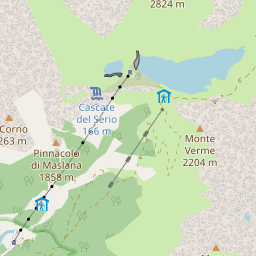 2824 m
Cascate
del Serio
166 m
Corno
263 m
Pinnacolo
di Maslana
1858 m
Monte
Verme
2204 m